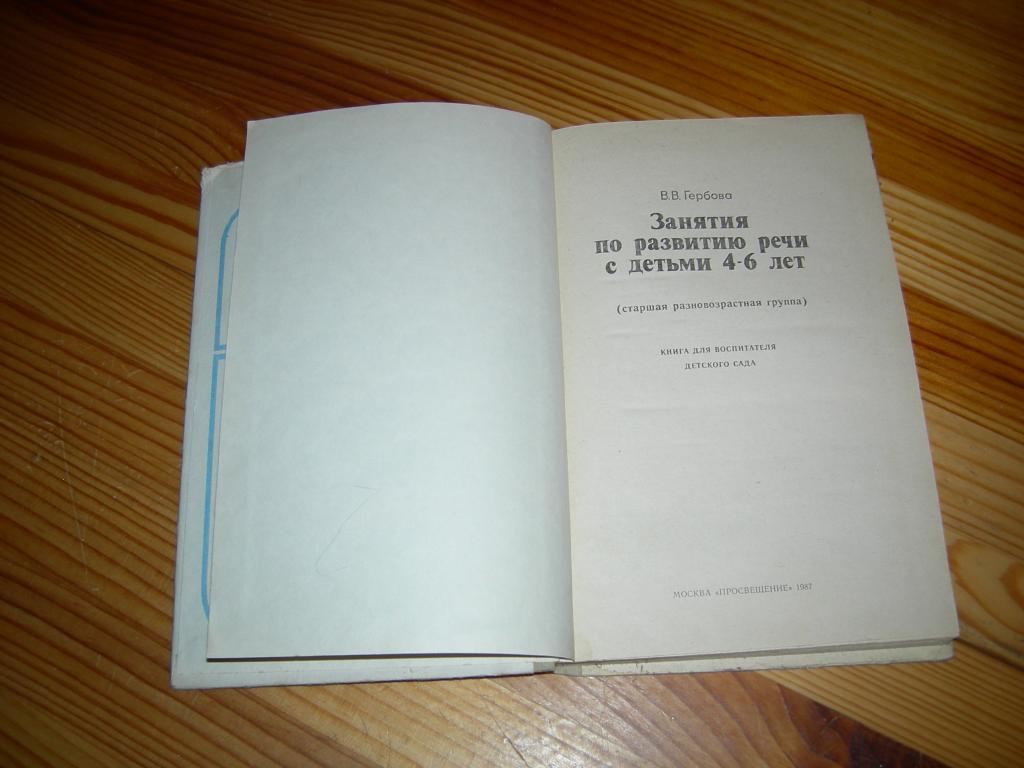 В.В. Гербова
Занятия
по развитию речи
с детьми 4-6 лет
(старшая разновозрастная группа)
КНИГА ДЛЯ ВОСПИТАТЕЛЯ
ДЕТСКОГО САДА
МОСКВА «ПРОСВЕЩЕНИЕ» 1987